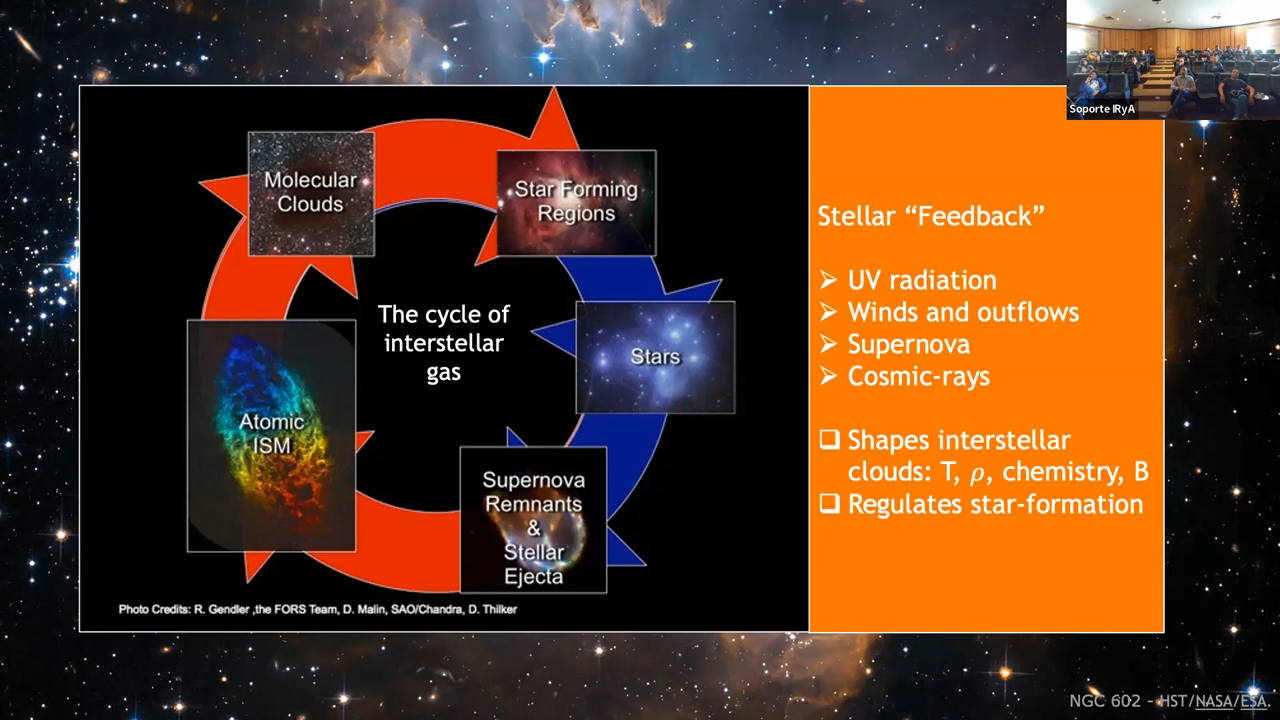 Soporte IRyA
Molecular
Clouds
Star Forming
Regions
The cycle of
interstellar
gas
Stars
Atomic
ISM
Supernova
Remnants
&
Stellar
Ejecta
Photo Credits: R. Gendler ,the FORS Team, D. Malin, SAO/Chandra, D. Thilker
Stellar “Feedback”
➢ UV radiation
➢ Winds and outflows
➢ Supernova
➢ Cosmic-rays
❑ Shapes interstellar
clouds: T, 𝜌, chemistry, B
❑ Regulates star-formation
NGC 602 - HST/NASA/ESA.